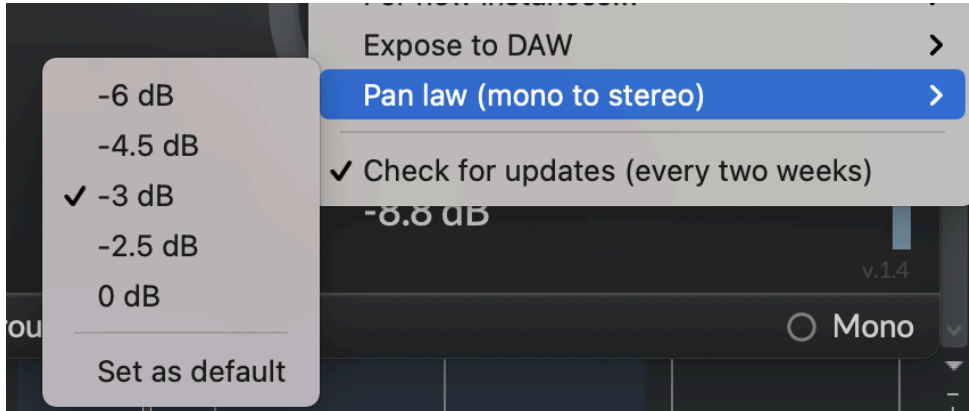 Expose to DAW
Pan law (mono to stereo)
Check for updates (every two weeks)
-6 dB
-4.5 dB
-3 dB
-2.5 dB
0 dB
Set as default
-8.8 dB
v.1.4
Mono